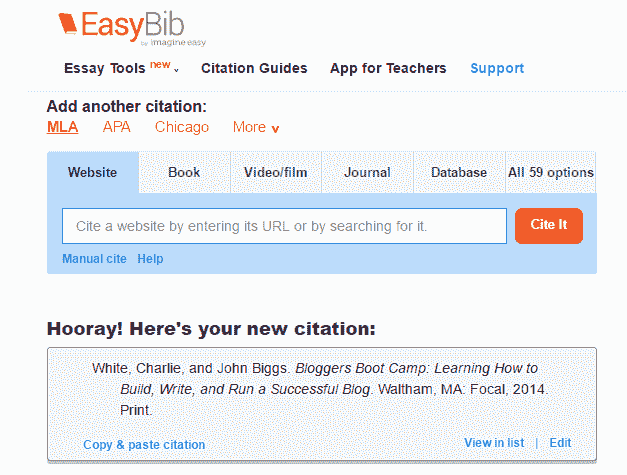 EasyBib
by imagine easy
Essay Tools new Citation Guides App for Teachers Support
Add another citation:
MLA APA Chicago More
Website Book Video/film Journal Database All 59 options
Cite a website by entering its URL or by searching for it. Cite It
Manual cite Help
Hooray! Here's your new citation:
White, Charlie, and John Biggs. Bloggers Boot Camp: Learning How to
Build, Write, and Run a Successful Blog. Waltham, MA: Focal, 2014.
Print.
Copy & paste citation View in list | Edit